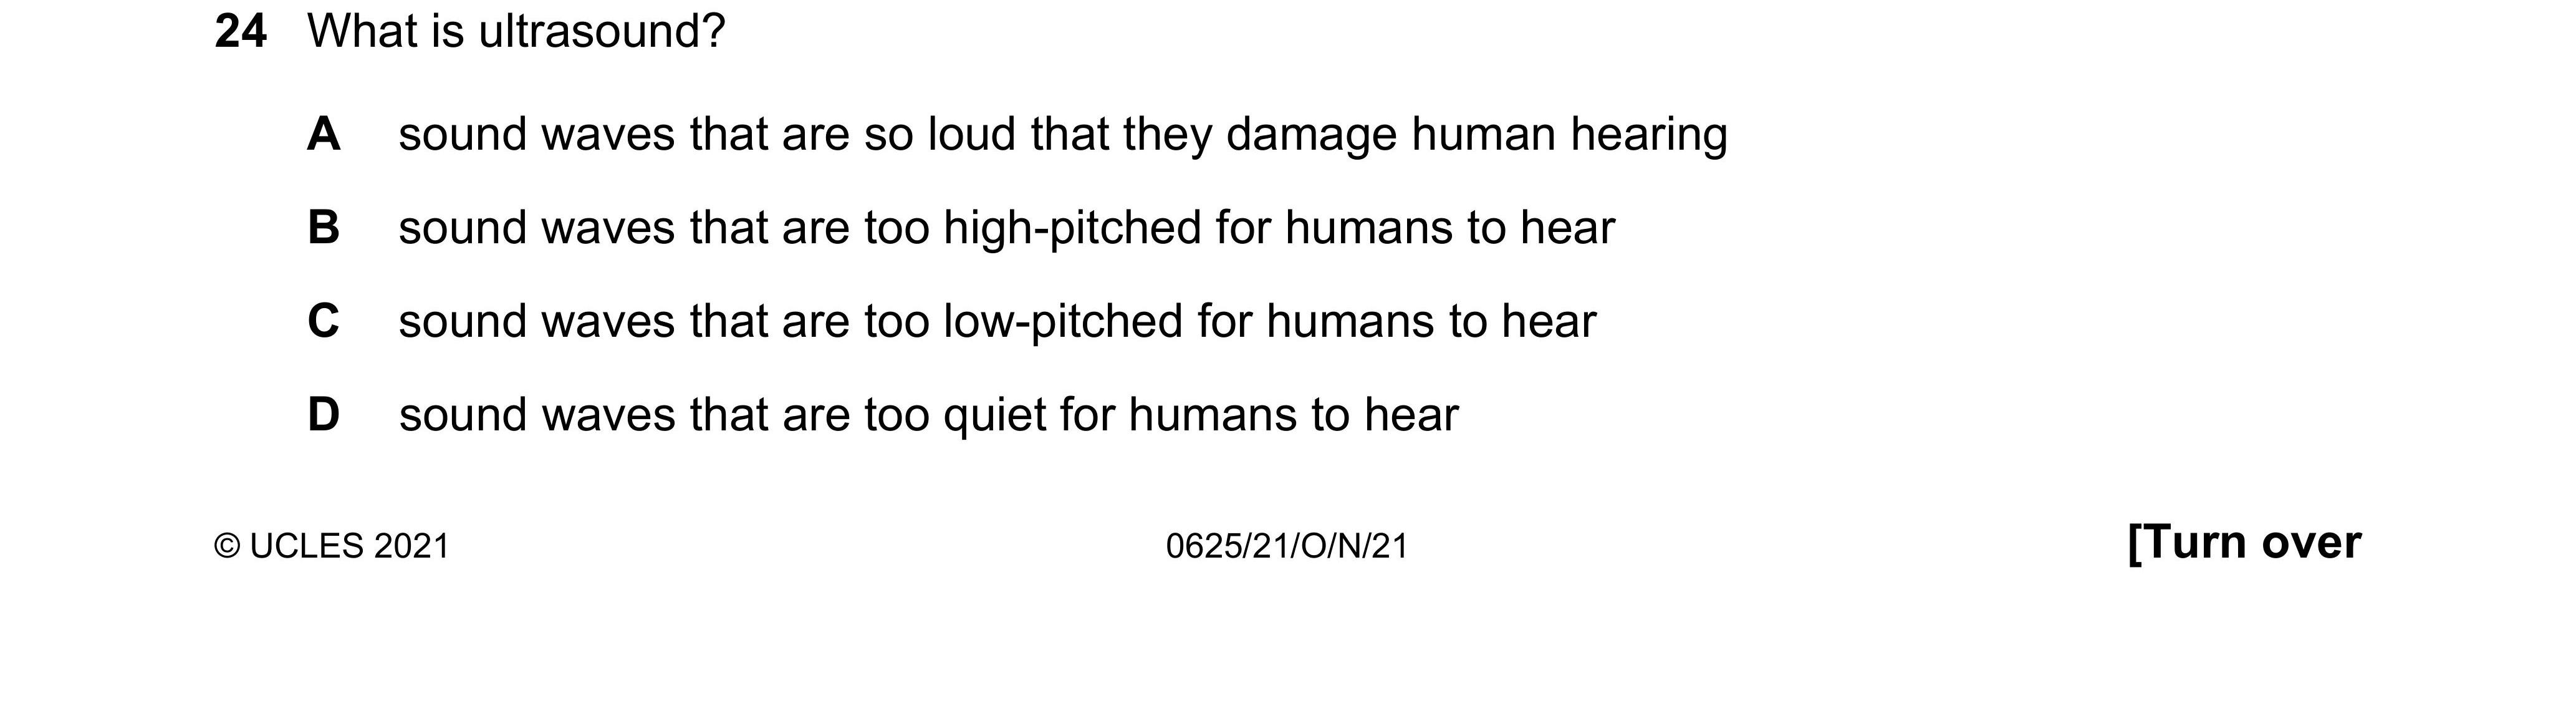 24 What is ultrasound?
A sound waves that are so loud that they damage human hearing
B sound waves that are too high-pitched for humans to hear
C sound waves that are too low-pitched for humans to hear
D sound waves that are too quiet for humans to hear
© UCLES 2021 0625/21/O/N/21 [Turn over